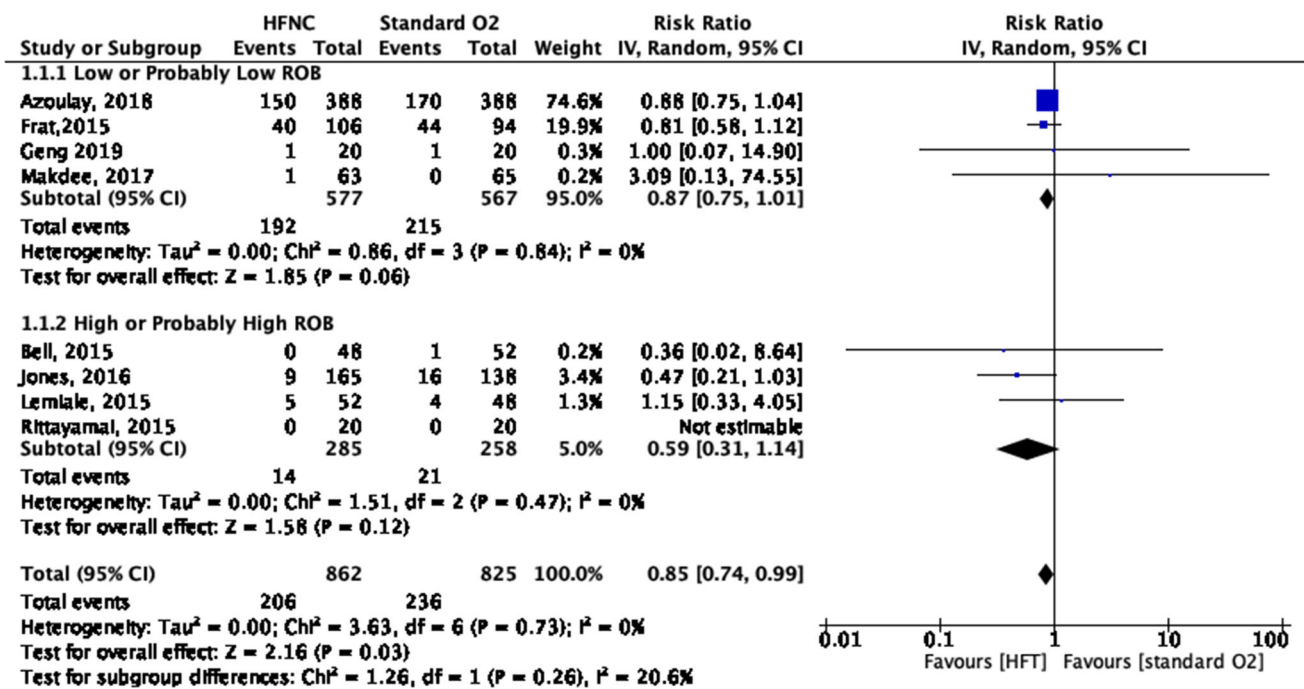 HFNC Standard O2 Risk Ratio Risk Ratio
Study or Subgroup Events Total Events Total Weight IV, Random, 95% CI IV, Random, 95% CI
1.1.1 Low or Probably Low ROB
Azoulay, 2018 150 388 170 388 74.6% 0.88 [0.75, 1.04]
Frat,2015 40 106 44 94 19.9% 0.81 [0.58, 1.12]
Geng 2019 1 20 1 20 0.3% 1.00 [0.07, 14.90]
Makdee, 2017 1 63 0 65 0.2% 3.09 [0.13, 74.55]
Subtotal (95% CI) 577 567 95.0% 0.87 [0.75, 1.01]
Total events 192 215
Heterogeneity: Tau² = 0.00; Chi² = 0.86, df = 3 (P = 0.84); I² = 0%
Test for overall effect: Z = 1.85 (P = 0.06)
1.1.2 High or Probably High ROB
Bell, 2015 0 48 1 52 0.2% 0.36 [0.02, 8.64]
Jones, 2016 9 165 16 138 3.4% 0.47 [0.21, 1.03]
Lemiale, 2015 5 52 4 48 1.3% 1.15 [0.33, 4.05]
Rittayamai, 2015 0 20 0 20 Not estimable
Subtotal (95% CI) 285 258 5.0% 0.59 [0.31, 1.14]
Total events 14 21
Heterogeneity: Tau² = 0.00; Chi² = 1.51, df = 2 (P = 0.47); I² = 0%
Test for overall effect: Z = 1.58 (P = 0.12)
Total (95% CI) 862 825 100.0% 0.85 [0.74, 0.99]
Total events 206 236
Heterogeneity: Tau² = 0.00; Chi² = 3.63, df = 6 (P = 0.73); I² = 0%
Test for overall effect: Z = 2.16 (P = 0.03)
Test for subgroup differences: Chi² = 1.26, df = 1 (P = 0.26), I² = 20.6%
0.01 0.1 1 10 100
Favours [HFT] Favours [standard O2]